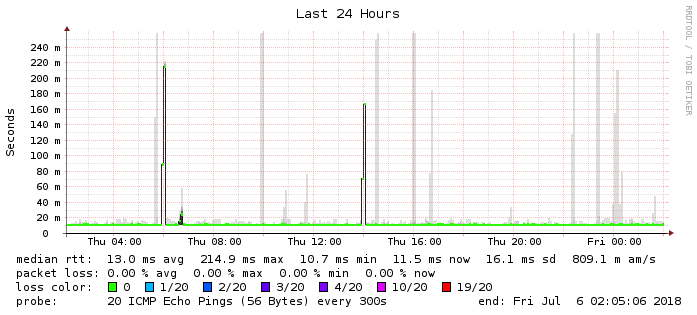 Last 24 Hours
RRDTOOL / TOBI OETIKER
Seconds
240 m
220 m
200 m
180 m
160 m
140 m
120 m
100 m
80 m
60 m
40 m
20 m
0
Thu 04:00 Thu 08:00 Thu 12:00 Thu 16:00 Thu 20:00 Fri 00:00
median rtt: 13.0 ms avg 214.9 ms max 10.7 ms min 11.5 ms now 16.1 ms sd 809.1 m am/s
packet loss: 0.00 % avg 0.00 % max 0.00 % min 0.00 % now
loss color: 0 1/20 2/20 3/20 4/20 10/20 19/20
probe: 20 ICMP Echo Pings (56 Bytes) every 300s end: Fri Jul 6 02:05:06 2018